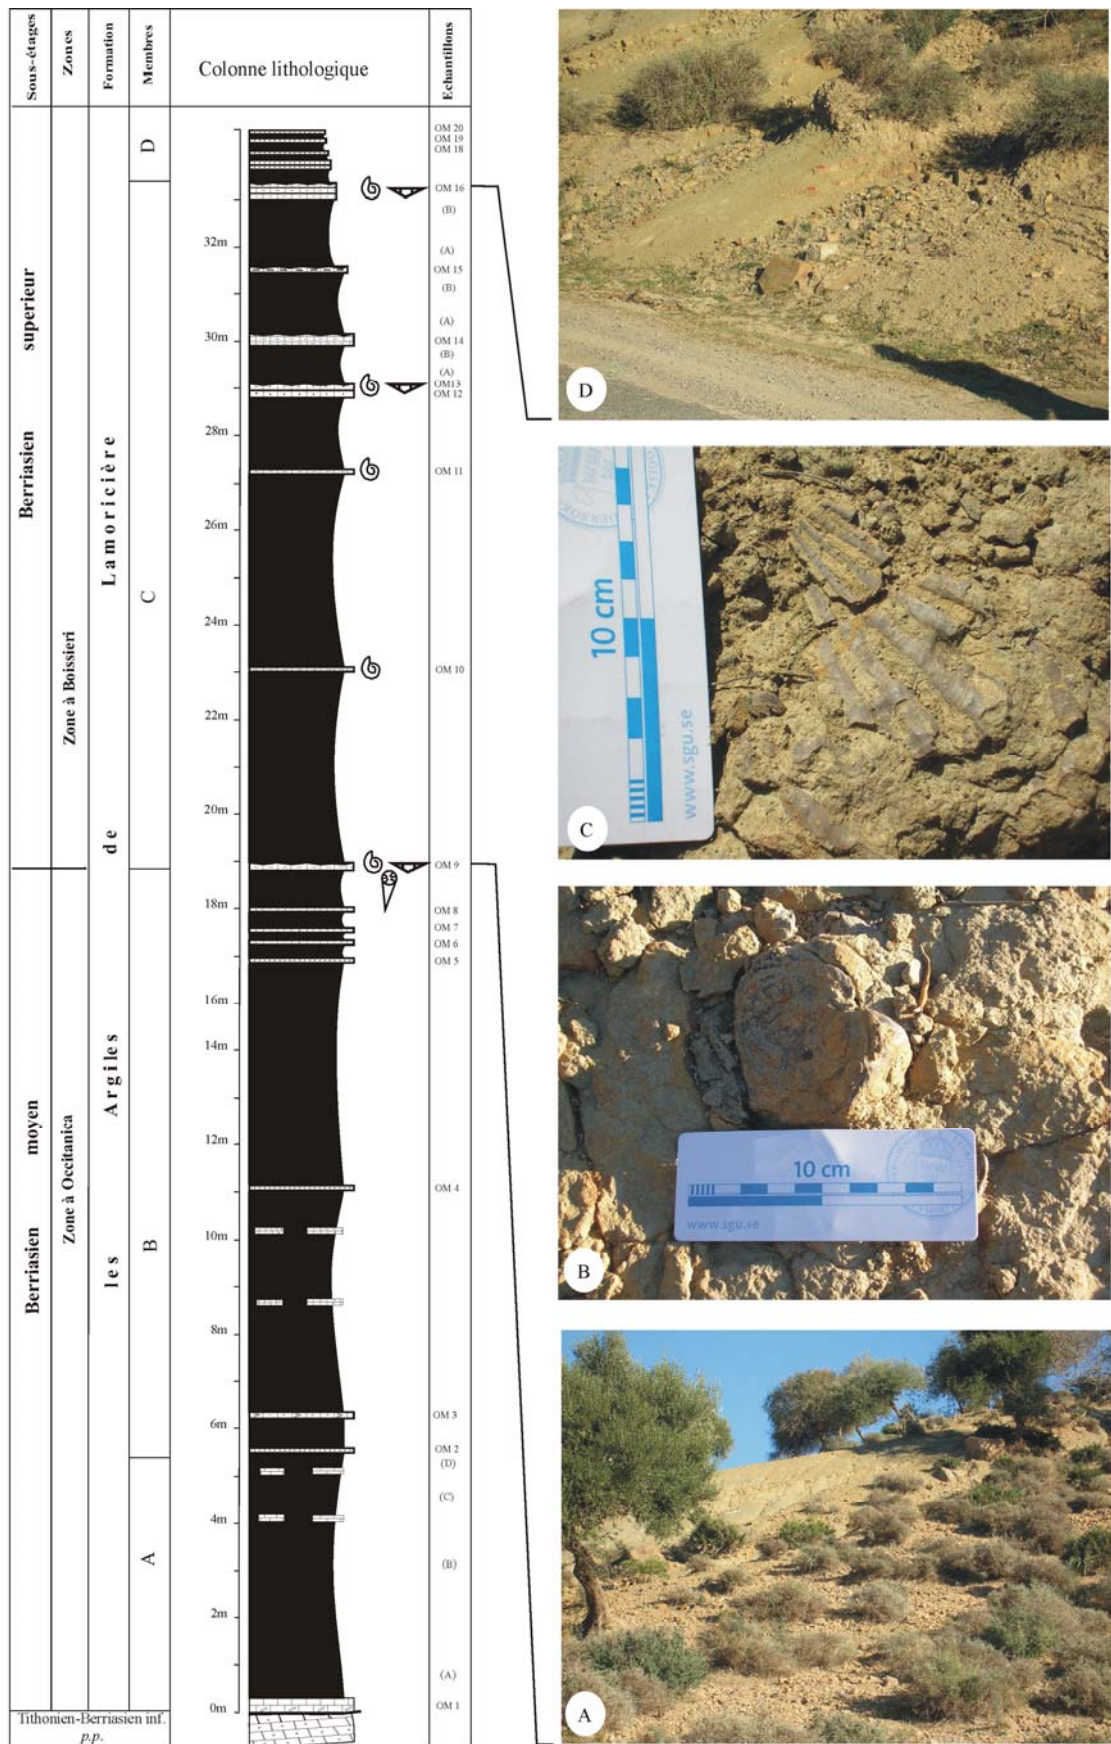 Sous-étages
Zones
Formation
Membres
Colonne lithologique
Echantillons
Berriasien superieur
Berriasien moyen
Zone à Boissieri
Zone à Occitanica
les Argiles de Lamoricière
D
C
B
A
32m
30m
28m
26m
24m
22m
20m
18m
16m
14m
12m
10m
8m
6m
4m
2m
0m
OM 20
OM 19
OM 18
OM 16
(B)
(A)
OM 15
(B)
(A)
OM 14
(B)
(A)
OM13
OM 12
OM 11
OM 10
OM 9
OM 8
OM 7
OM 6
OM 5
OM 4
OM 3
OM 2
(D)
(C)
(B)
(A)
OM 1
Tithonien-Berriasien inf.
p.p.
D
10 cm
www.sgu.se
C
10 cm
www.sgu.se
B
A